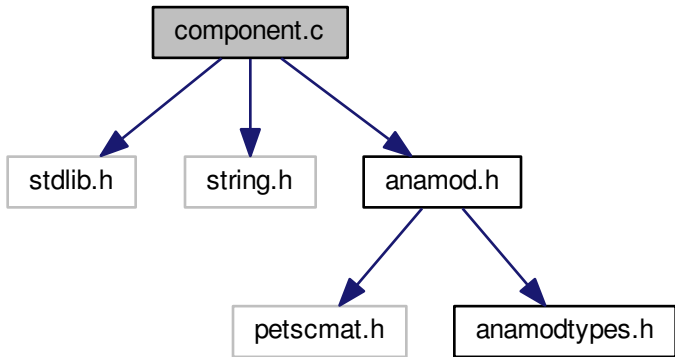 component.c
stdlib.h
string.h
anamod.h
petscmat.h
anamodtypes.h